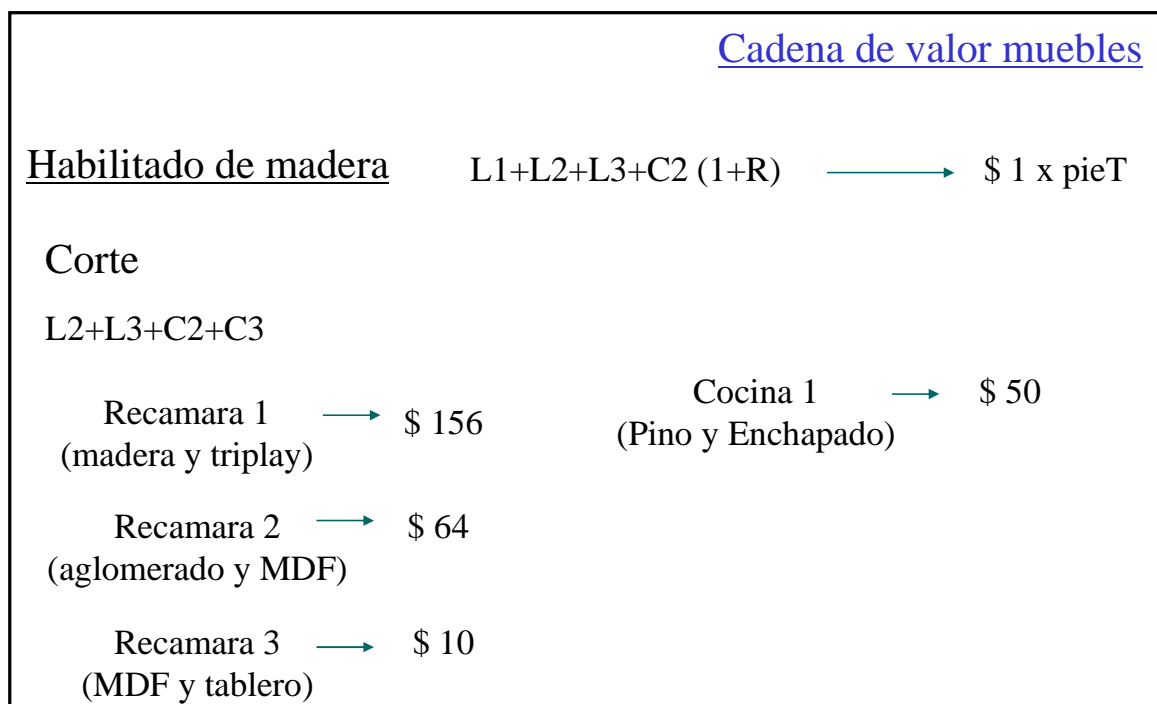 Cadena de valor muebles
Habilitado de madera L1+L2+L3+C2 (1+R) $ 1 x pieT
Corte
L2+L3+C2+C3
Recamara 1 $ 156
(madera y triplay)
Cocina 1 $ 50
(Pino y Enchapado)
Recamara 2 $ 64
(aglomerado y MDF)
Recamara 3 $ 10
(MDF y tablero)